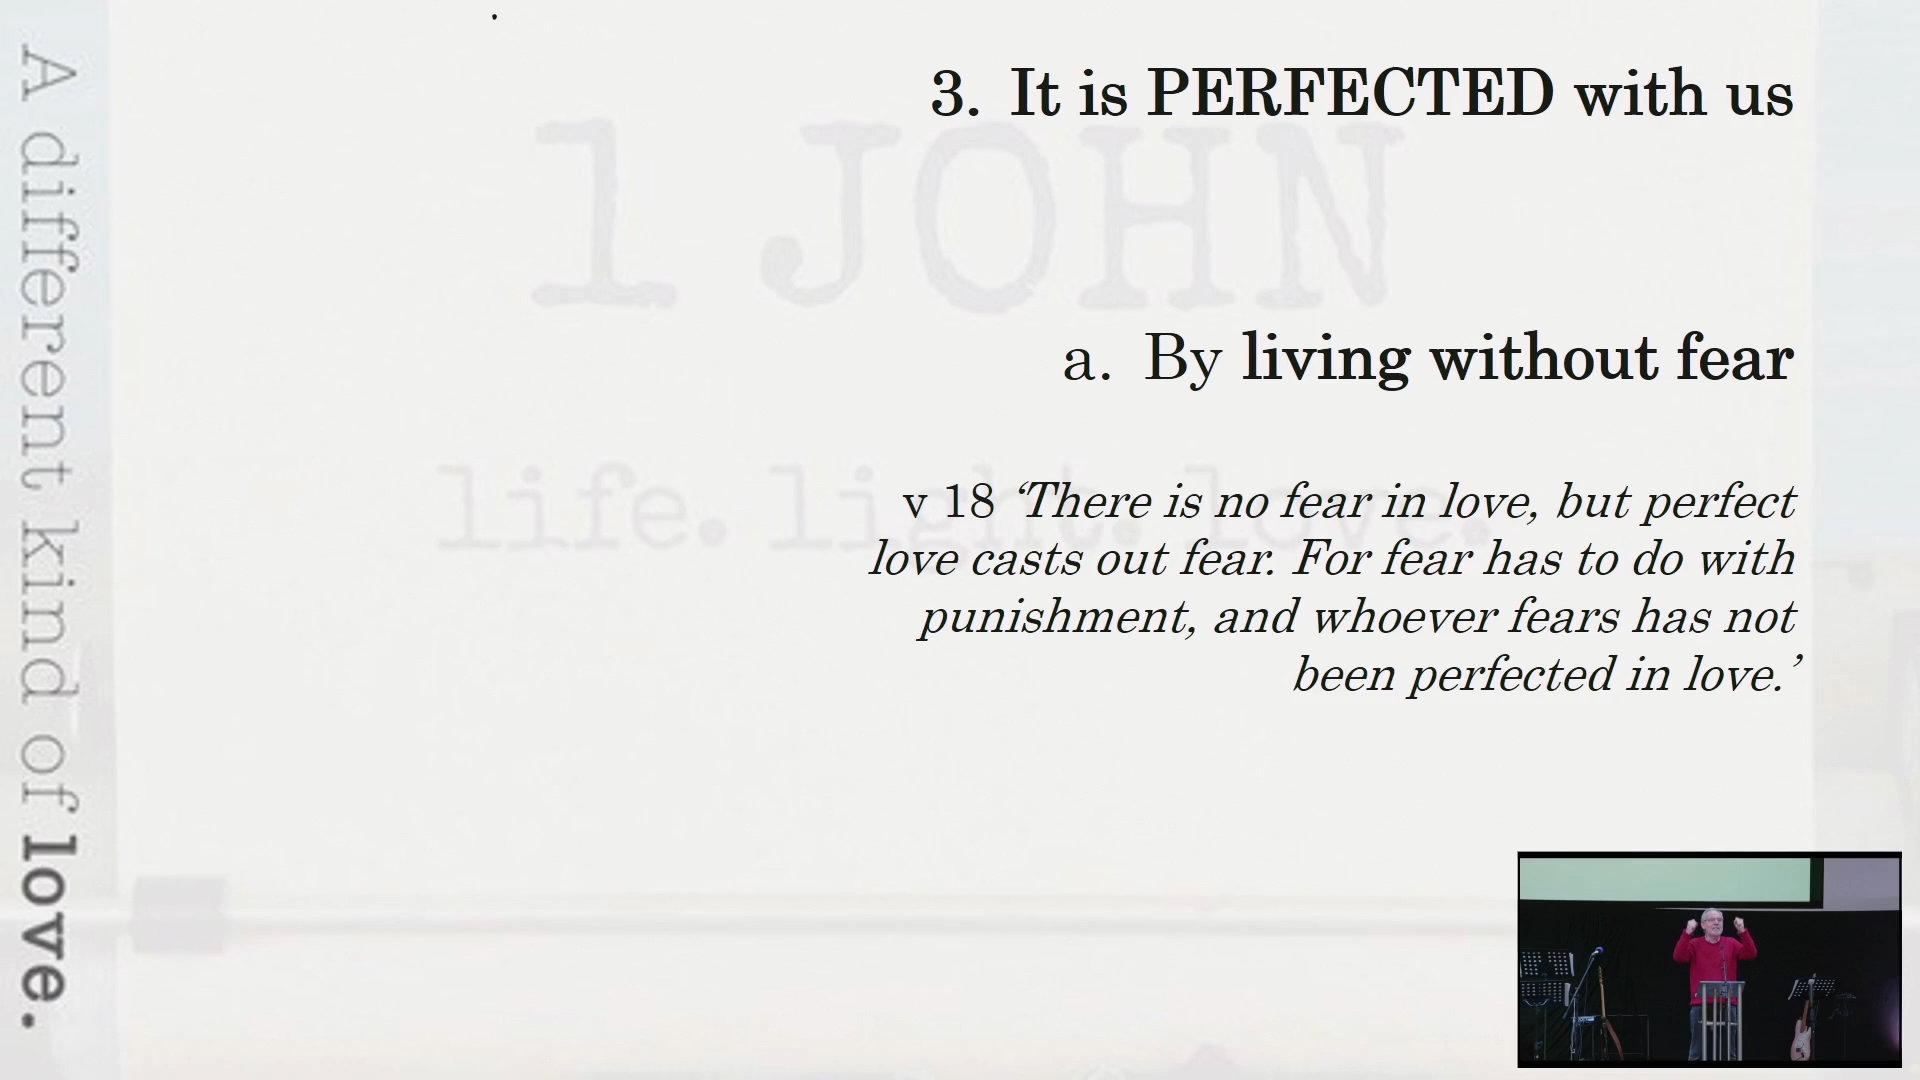 A different kind of love.
3. It is PERFECTED with us
1 JOHN
a. By living without fear
life. light. love.
v 18 ‘There is no fear in love, but perfect
love casts out fear. For fear has to do with
punishment, and whoever fears has not
been perfected in love.’